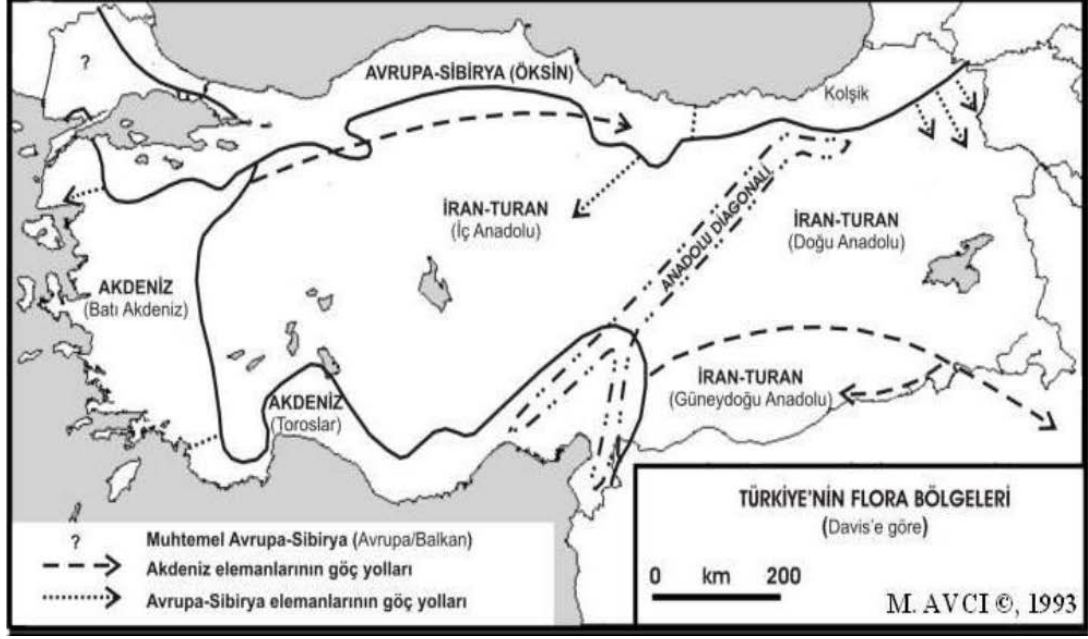 ?
AVRUPA-SİBİRYA (ÖKSİN)
Kolşik
İRAN-TURAN
(İç Anadolu)
ANADOLU DİAGONALİ
İRAN-TURAN
(Doğu Anadolu)
AKDENİZ
(Batı Akdeniz)
AKDENİZ
(Toroslar)
İRAN-TURAN
(Güneydoğu Anadolu)
TÜRKİYE'NİN FLORA BÖLGELERİ
(Davis'e göre)
0 km 200
M. AVCI ©, 1993
? Muhtemel Avrupa-Sibirya (Avrupa/Balkan)
Akdeniz elemanlarının göç yolları
Avrupa-Sibirya elemanlarının göç yolları